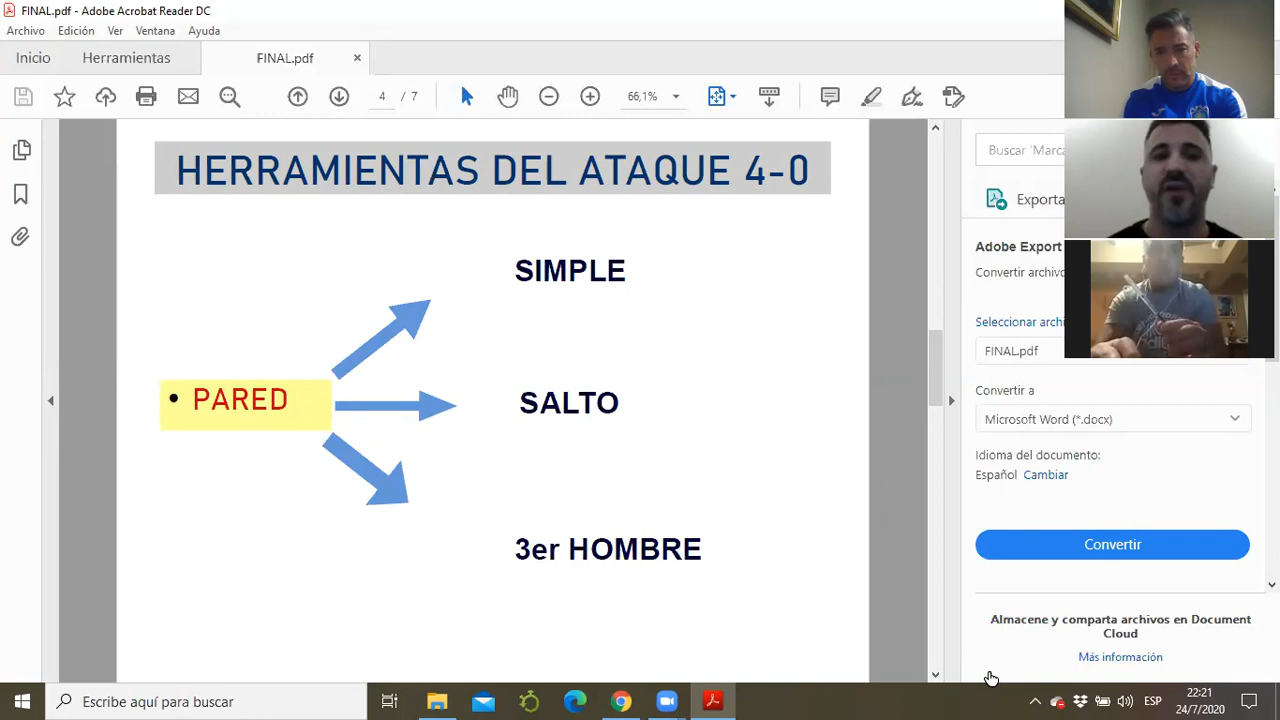 FINAL.pdf - Adobe Acrobat Reader DC
Archivo Edición Ver Ventana Ayuda
Inicio Herramientas FINAL.pdf ×
4 / 7 66,1%
HERRAMIENTAS DEL ATAQUE 4-0
SIMPLE
• PARED
SALTO
3er HOMBRE
Buscar 'Marca
Exporta
Adobe Export
Convertir archivo
Seleccionar archi
FINAL.pdf
Convertir a
Microsoft Word (*.docx)
Idioma del documento:
Español Cambiar
Convertir
Almacene y comparta archivos en Document
Cloud
Más información
Escribe aquí para buscar
ESP
22:21
24/7/2020